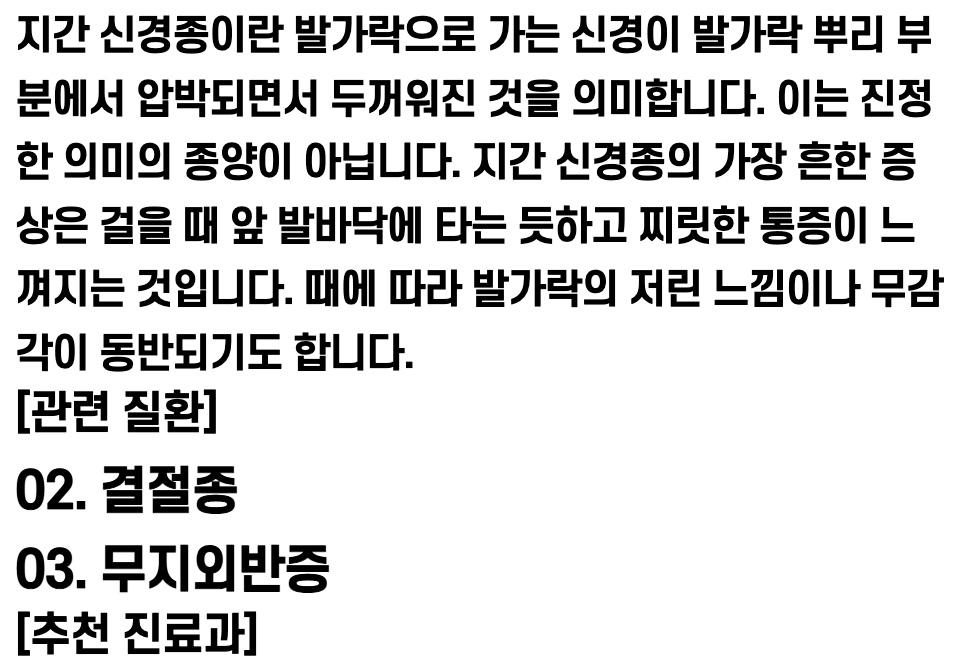 지간 신경종이란 발가락으로 가는 신경이 발가락 뿌리 부
분에서 압박되면서 두꺼워진 것을 의미합니다. 이는 진정
한 의미의 종양이 아닙니다. 지간 신경종의 가장 흔한 증
상은 걸을 때 앞 발바닥에 타는 듯하고 찌릿한 통증이 느
껴지는 것입니다. 때에 따라 발가락의 저린 느낌이나 무감
각이 동반되기도 합니다.
[관련 질환]
02. 결절종
03. 무지외반증
[추천 진료과]